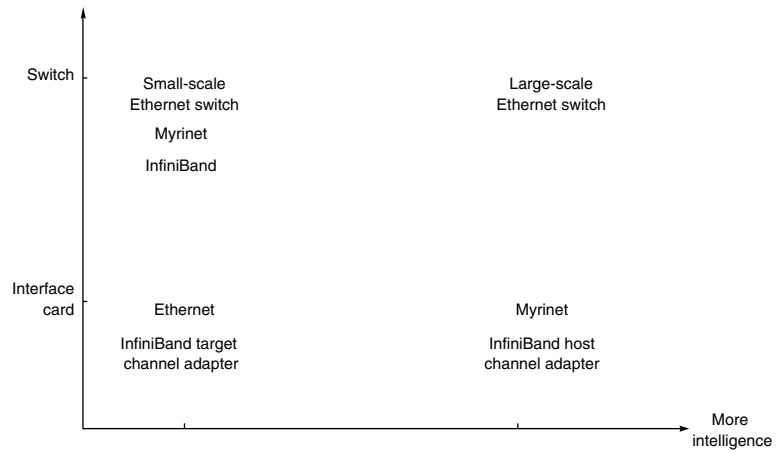 Switch
Small-scale
Ethernet switch
Myrinet
InfiniBand
Large-scale
Ethernet switch
Interface
card
Ethernet
InfiniBand target
channel adapter
Myrinet
InfiniBand host
channel adapter
More
intelligence